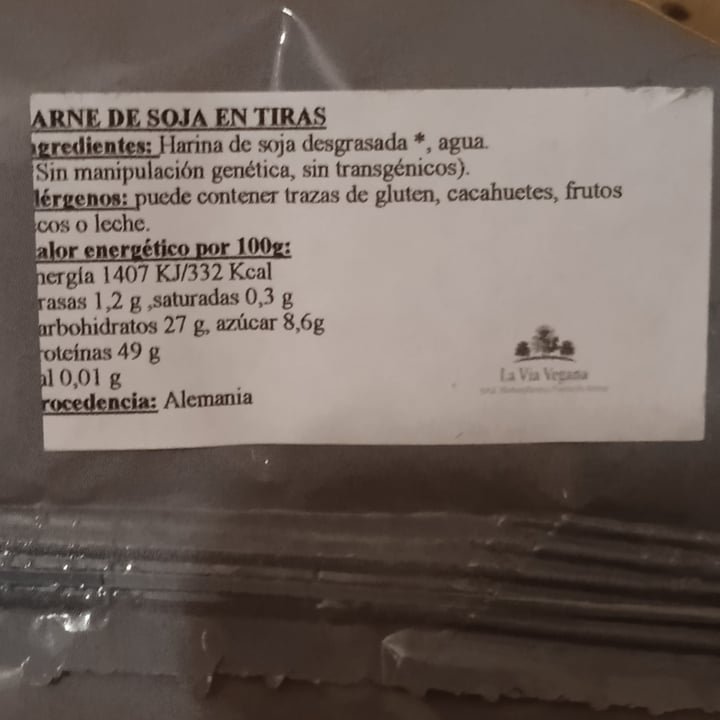 ARNE DE SOJA EN TIRAS
gredientes: Harina de soja desgrasada *, agua.
Sin manipulación genética, sin transgénicos).
lérgenos: puede contener trazas de gluten, cacahuetes, frutos
cos o leche.
alor energético por 100g:
nergía 1407 KJ/332 Kcal
rasas 1,2 g ,saturadas 0,3 g
arbohidratos 27 g, azúcar 8,6g
roteínas 49 g
al 0,01 g
rocedencia: Alemania
La Vía Vegana